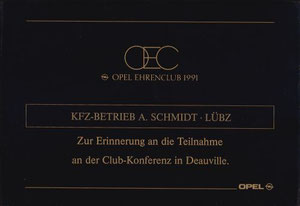 OEC
OPEL EHRENCLUB 1991
KFZ-BETRIEB A. SCHMIDT · LÜBZ
Zur Erinnerung an die Teilnahme
an der Club-Konferenz in Deauville.
OPEL